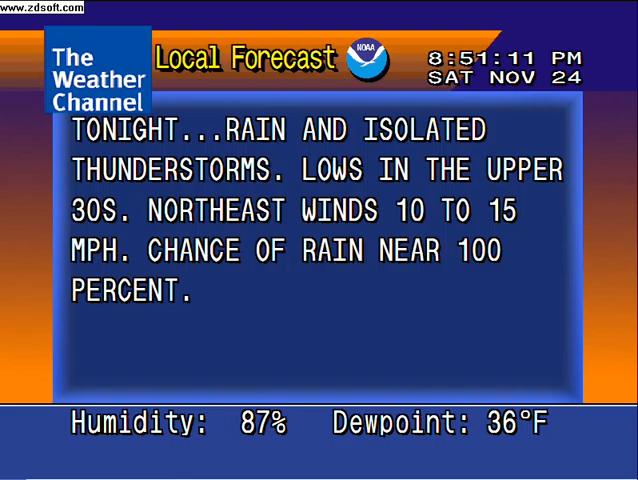 www.zdsoft.com
The
Weather
Channel
Local Forecast
NOAA
8:51:11 PM
SAT NOV 24
TONIGHT...RAIN AND ISOLATED
THUNDERSTORMS. LOWS IN THE UPPER
30S. NORTHEAST WINDS 10 TO 15
MPH. CHANCE OF RAIN NEAR 100
PERCENT.
Humidity: 87% Dewpoint: 36°F